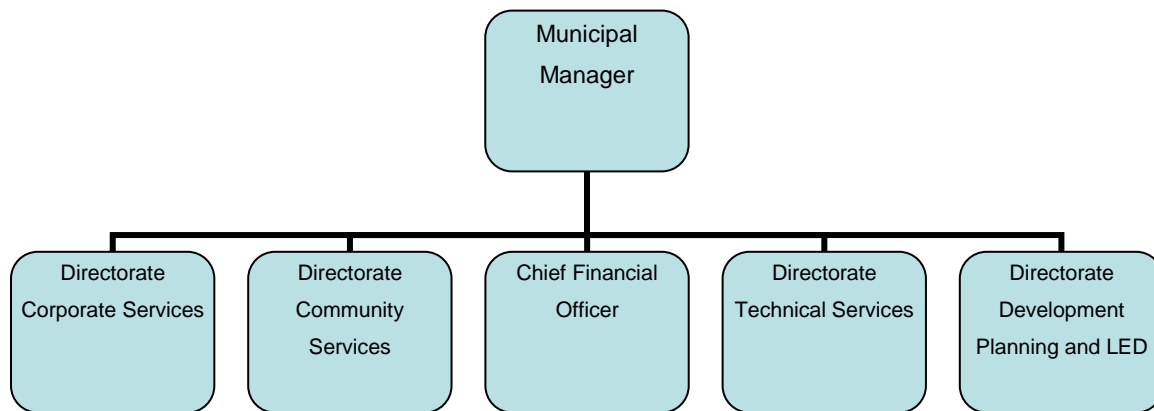 Municipal
Manager
Directorate
Corporate Services
Directorate
Community
Services
Chief Financial
Officer
Directorate
Technical Services
Directorate
Development
Planning and LED